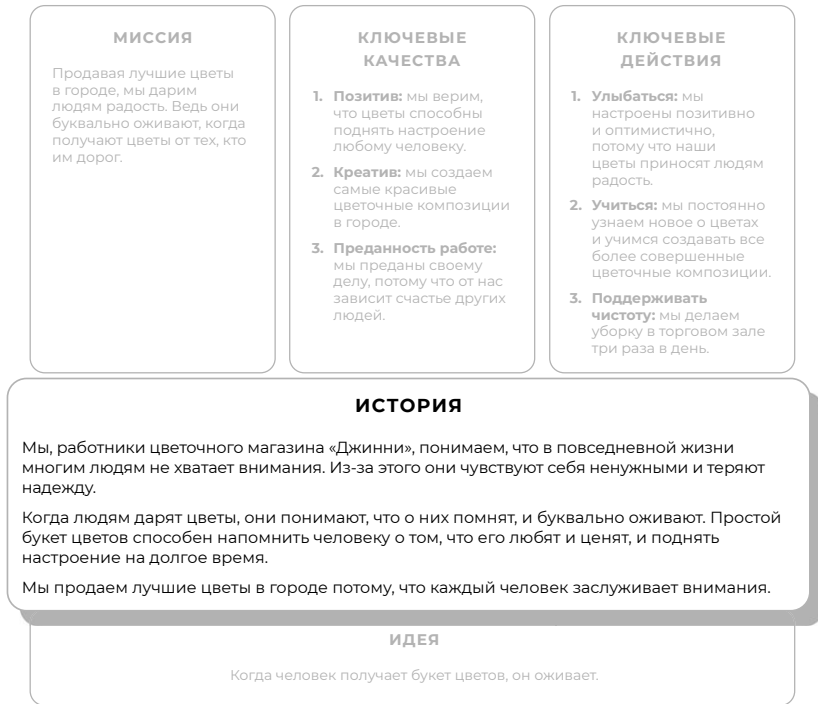 МИССИЯ
Продавая лучшие цветы
в городе, мы дарим
людям радость. Ведь они
буквально оживают, когда
получают цветы от тех, кто
им дорог.
КЛЮЧЕВЫЕ
КАЧЕСТВА
1. Позитив: мы верим,
что цветы способны
поднять настроение
любому человеку.
2. Креатив: мы создаем
самые красивые
цветочные композиции
в городе.
3. Преданность работе:
мы преданы своему
делу, потому что от нас
зависит счастье других
людей.
КЛЮЧЕВЫЕ
ДЕЙСТВИЯ
1. Улыбаться: мы
настроены позитивно
и оптимистично,
потому что наши
цветы приносят людям
радость.
2. Учиться: мы постоянно
узнаем новое о цветах
и учимся создавать все
более совершенные
цветочные композиции.
3. Поддерживать
чистоту: мы делаем
уборку в торговом зале
три раза в день.
ИСТОРИЯ
Мы, работники цветочного магазина «Джинни», понимаем, что в повседневной жизни
многим людям не хватает внимания. Из-за этого они чувствуют себя ненужными и теряют
надежду.
Когда людям дарят цветы, они понимают, что о них помнят, и буквально оживают. Простой
букет цветов способен напомнить человеку о том, что его любят и ценят, и поднять
настроение на долгое время.
Мы продаем лучшие цветы в городе потому, что каждый человек заслуживает внимания.
ИДЕЯ
Когда человек получает букет цветов, он оживает.